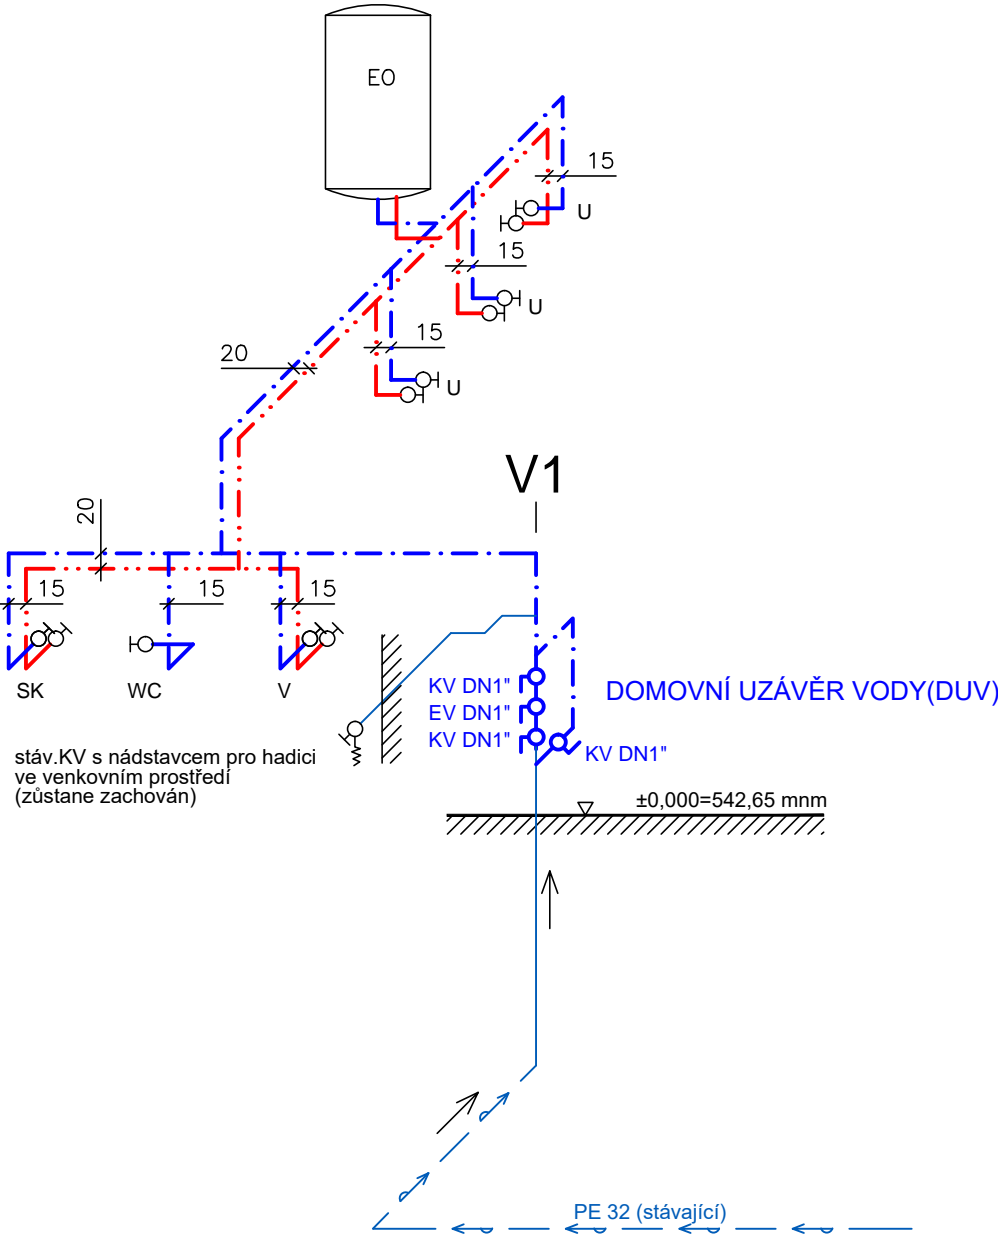 EO
15
U
15
U
15
U
20
V1
20
15
15
15
SK
WC
V
KV DN1"
EV DN1"
KV DN1"
KV DN1"
DOMOVNÍ UZÁVĚR VODY(DUV)
stáv.KV s nádstavcem pro hadici
ve venkovním prostředí
(zůstane zachován)
±0,000=542,65 mnm
PE 32 (stávající)